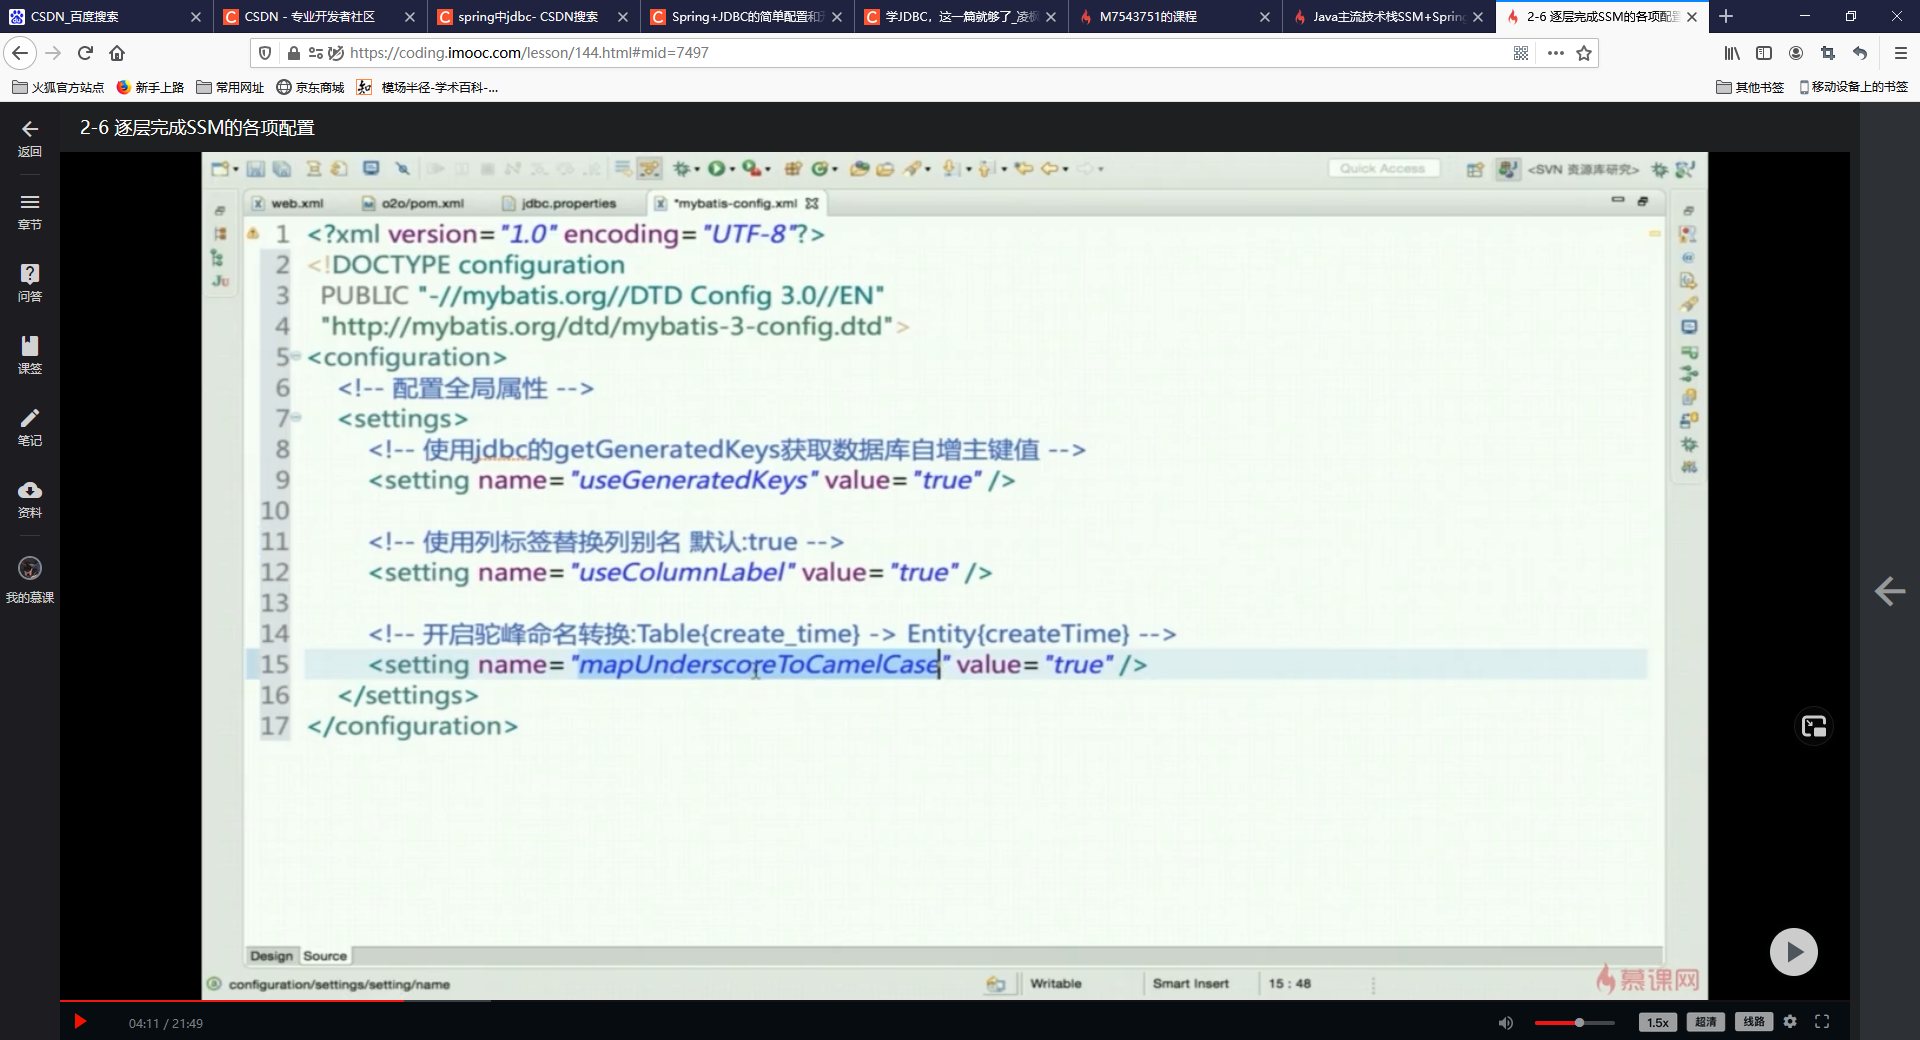 CSDN_百度搜索
CSDN - 专业开发者社区
spring中jdbc- CSDN搜索
Spring+JDBC的简单配置和
学JDBC，这一篇就够了_凌
M7543751的课程
Java主流技术栈SSM+Spring
2-6 逐层完成SSM的各项配置
https://coding.imooc.com/lesson/144.html#mid=7497
火狐官方站点
新手上路
常用网址
京东商城
模场半径-学术百科-...
其他书签
移动设备上的书签
返回
2-6 逐层完成SSM的各项配置
Quick Access
<SVN 资源库研究>
web.xml
o2o/pom.xml
jdbc.properties
*mybatis-config.xml
1 <?xml version="1.0" encoding="UTF-8"?>
2 <!DOCTYPE configuration
3 PUBLIC "-//mybatis.org//DTD Config 3.0//EN"
4 "http://mybatis.org/dtd/mybatis-3-config.dtd">
5 <configuration>
6 <!-- 配置全局属性 -->
7 <settings>
8 <!-- 使用jdbc的getGeneratedKeys获取数据库自增主键值 -->
9 <setting name="useGeneratedKeys" value="true" />
10
11 <!-- 使用列标签替换列别名 默认:true -->
12 <setting name="useColumnLabel" value="true" />
13
14 <!-- 开启驼峰命名转换:Table{create_time} -> Entity{createTime} -->
15 <setting name="mapUnderscoreToCamelCase" value="true" />
16 </settings>
17 </configuration>
章节
问答
课签
笔记
资料
我的慕课
Ju
Design
Source
configuration/settings/setting/name
Writable
Smart Insert
15 : 48
慕课网
04:11 / 21:49
1.5x
超清
线路